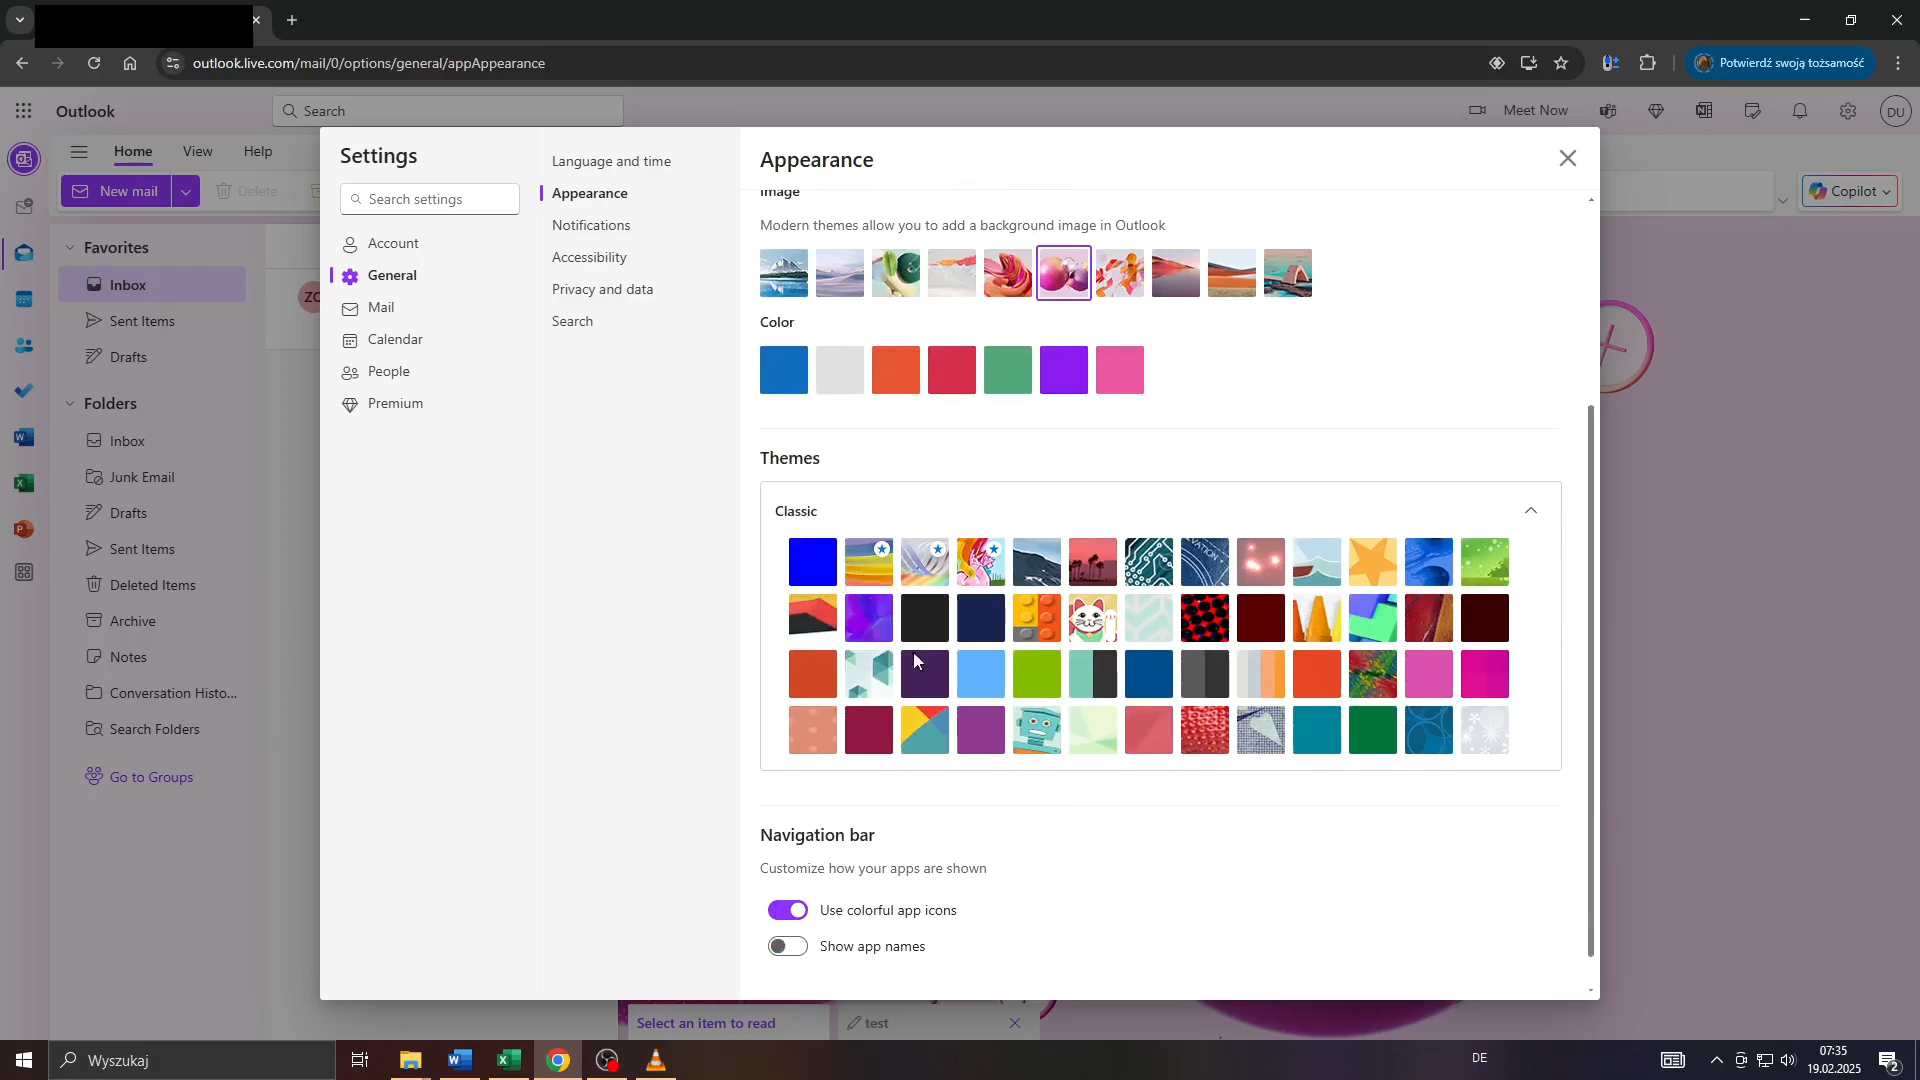 outlook.live.com/mail/0/options/general/appAppearance
Potwierdź swoją tożsamość
Outlook
Search
Meet Now
DU
Home
View
Help
New mail
Delete
Copilot
Favorites
Inbox
Sent Items
Drafts
Folders
Inbox
Junk Email
Drafts
Sent Items
Deleted Items
Archive
Notes
Conversation Histo...
Search Folders
Go to Groups
Settings
Search settings
Account
General
Mail
Calendar
People
Premium
Language and time
Appearance
Notifications
Accessibility
Privacy and data
Search
Appearance
Image
Modern themes allow you to add a background image in Outlook
Color
Themes
Classic
Navigation bar
Customize how your apps are shown
Use colorful app icons
Show app names
Select an item to read
test
Wyszukaj
DE
07:35
19.02.2025
2